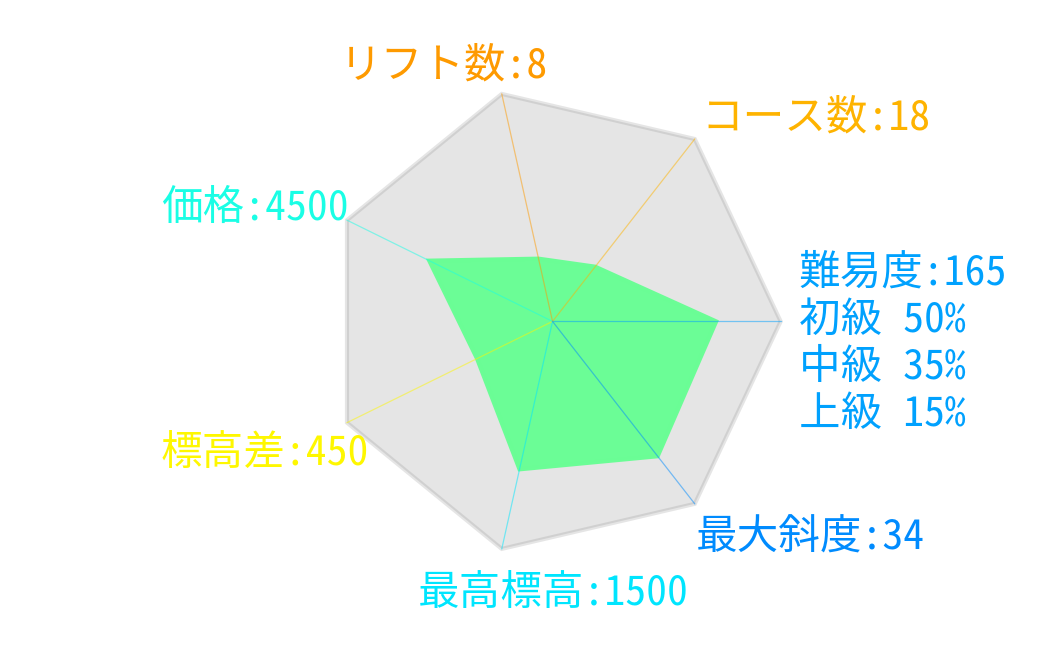 リフト数:8
コース数:18
価格:4500
難易度:165
初級 50%
中級 35%
上級 15%
標高差:450
最大斜度:34
最高標高:1500